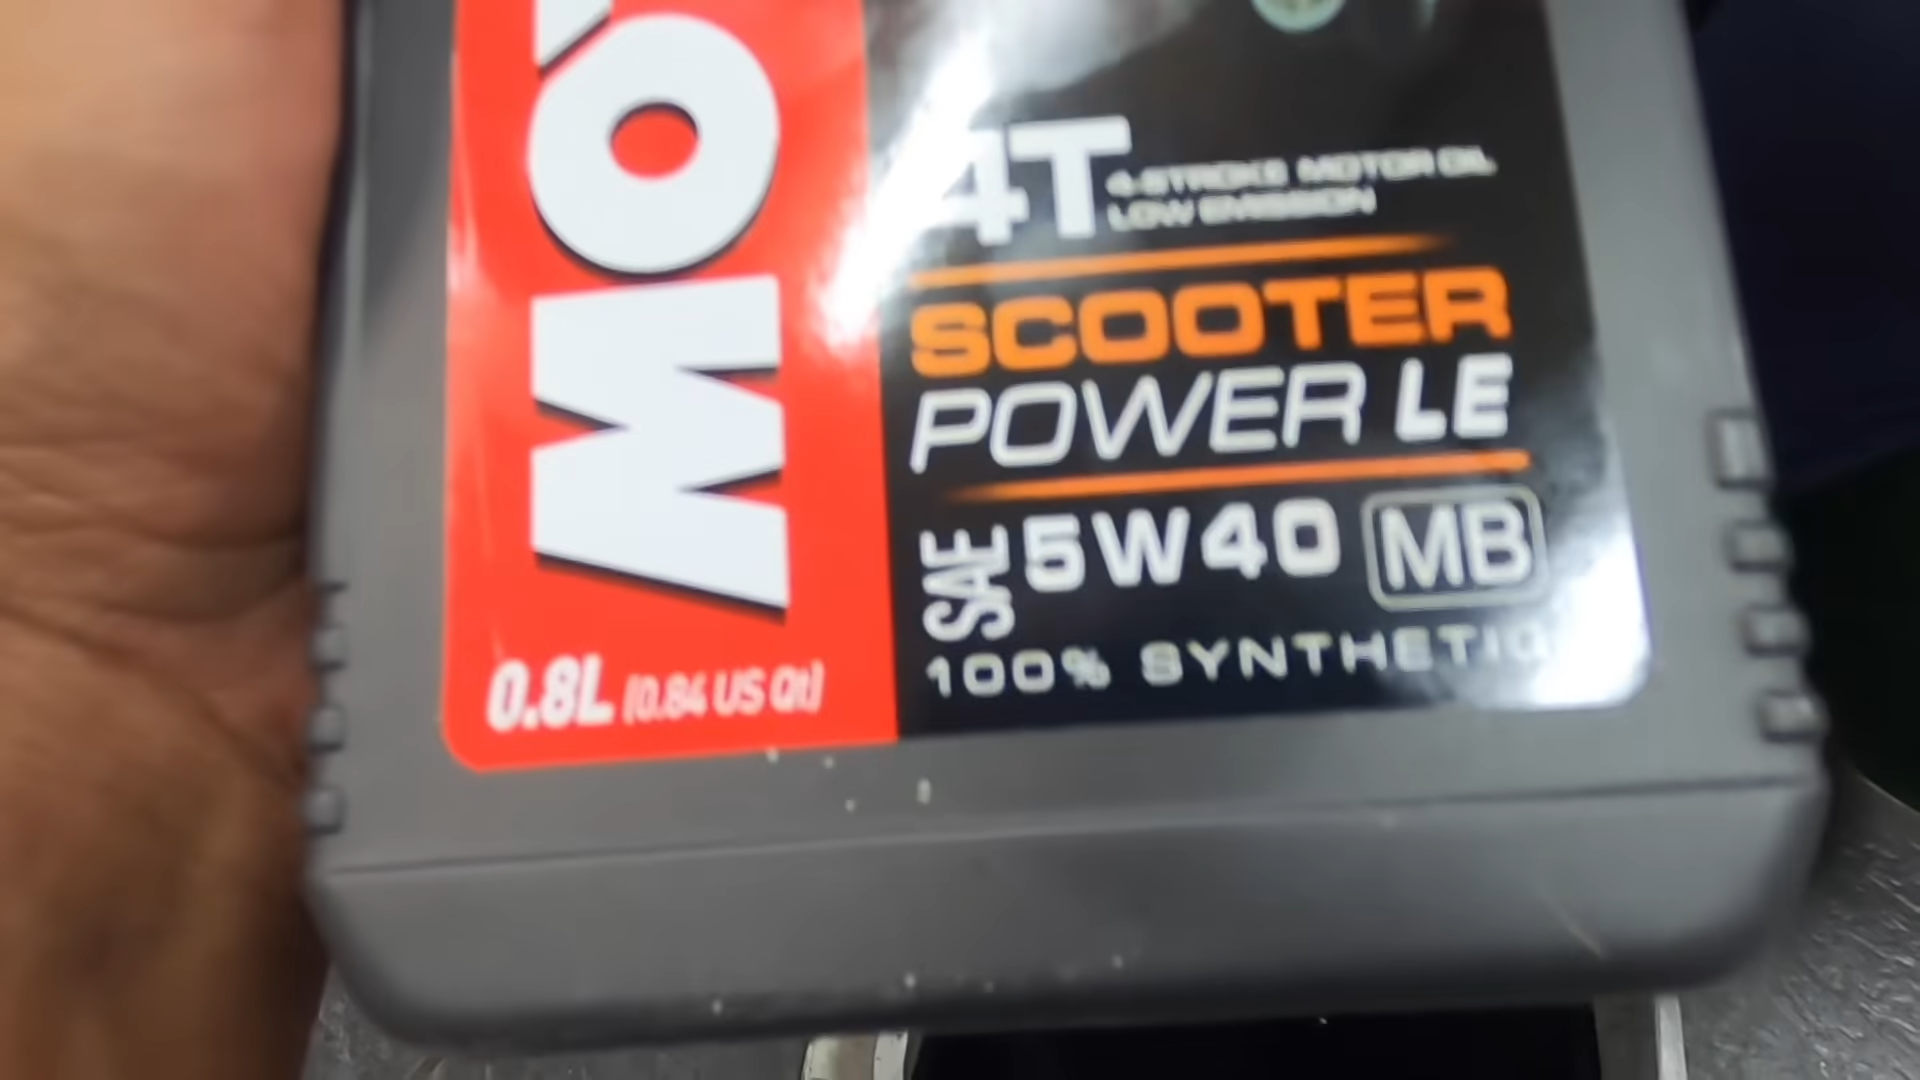 MO
4T
4-STROKE MOTOR OIL
LOW EMISSION
SCOOTER
POWER LE
SAE 5W40 MB
100% SYNTHETIC
0.8L (0.84 US Qt)